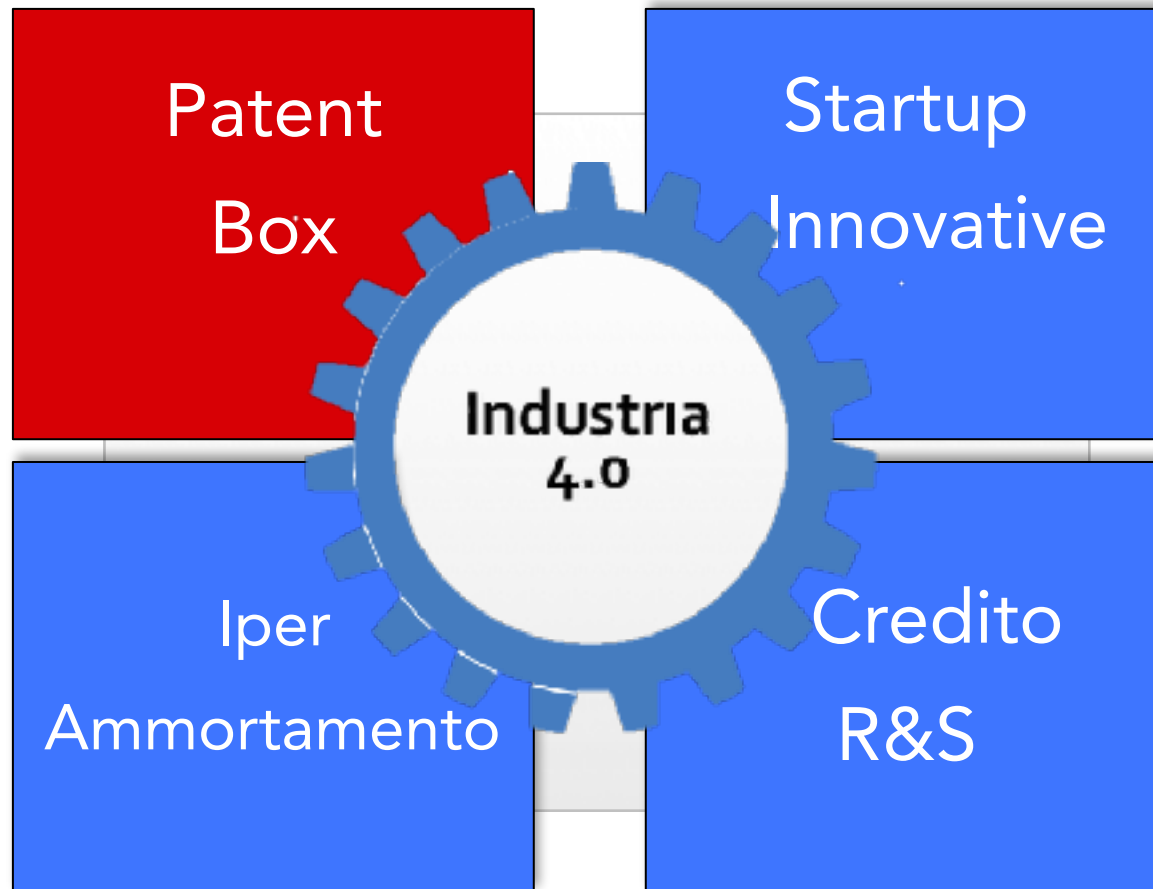 Patent
Box
Startup
Innovative
Industria
4.0
Iper
Ammortamento
Credito
R&S